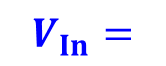 V_In =